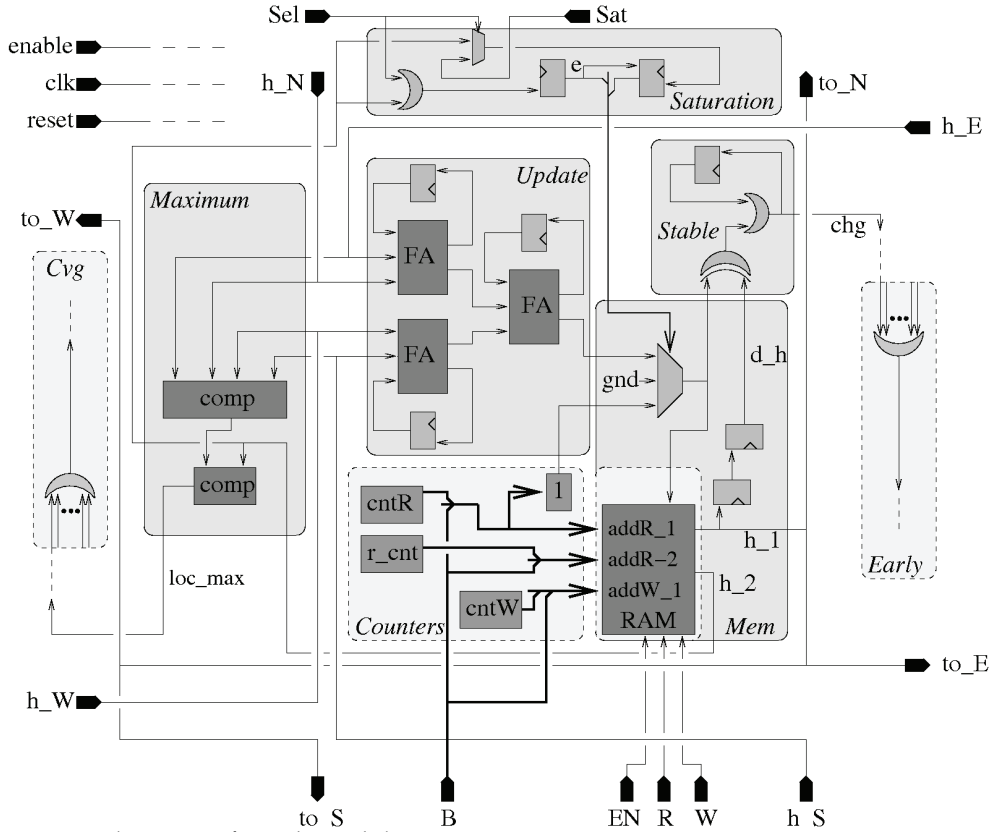 Sel
Sat
enable
clk
reset
h_N
e
to_N
Saturation
h_E
Update
Maximum
to_W
Stable
chg
Cvg
FA
FA
FA
d_h
gnd
comp
comp
1
cntR
addR_1
h_1
r_cnt
addR-2
Early
loc_max
h_2
addW_1
cntW
RAM
Counters
Mem
to_E
h_W
to_S
B
EN
R
W
h_S